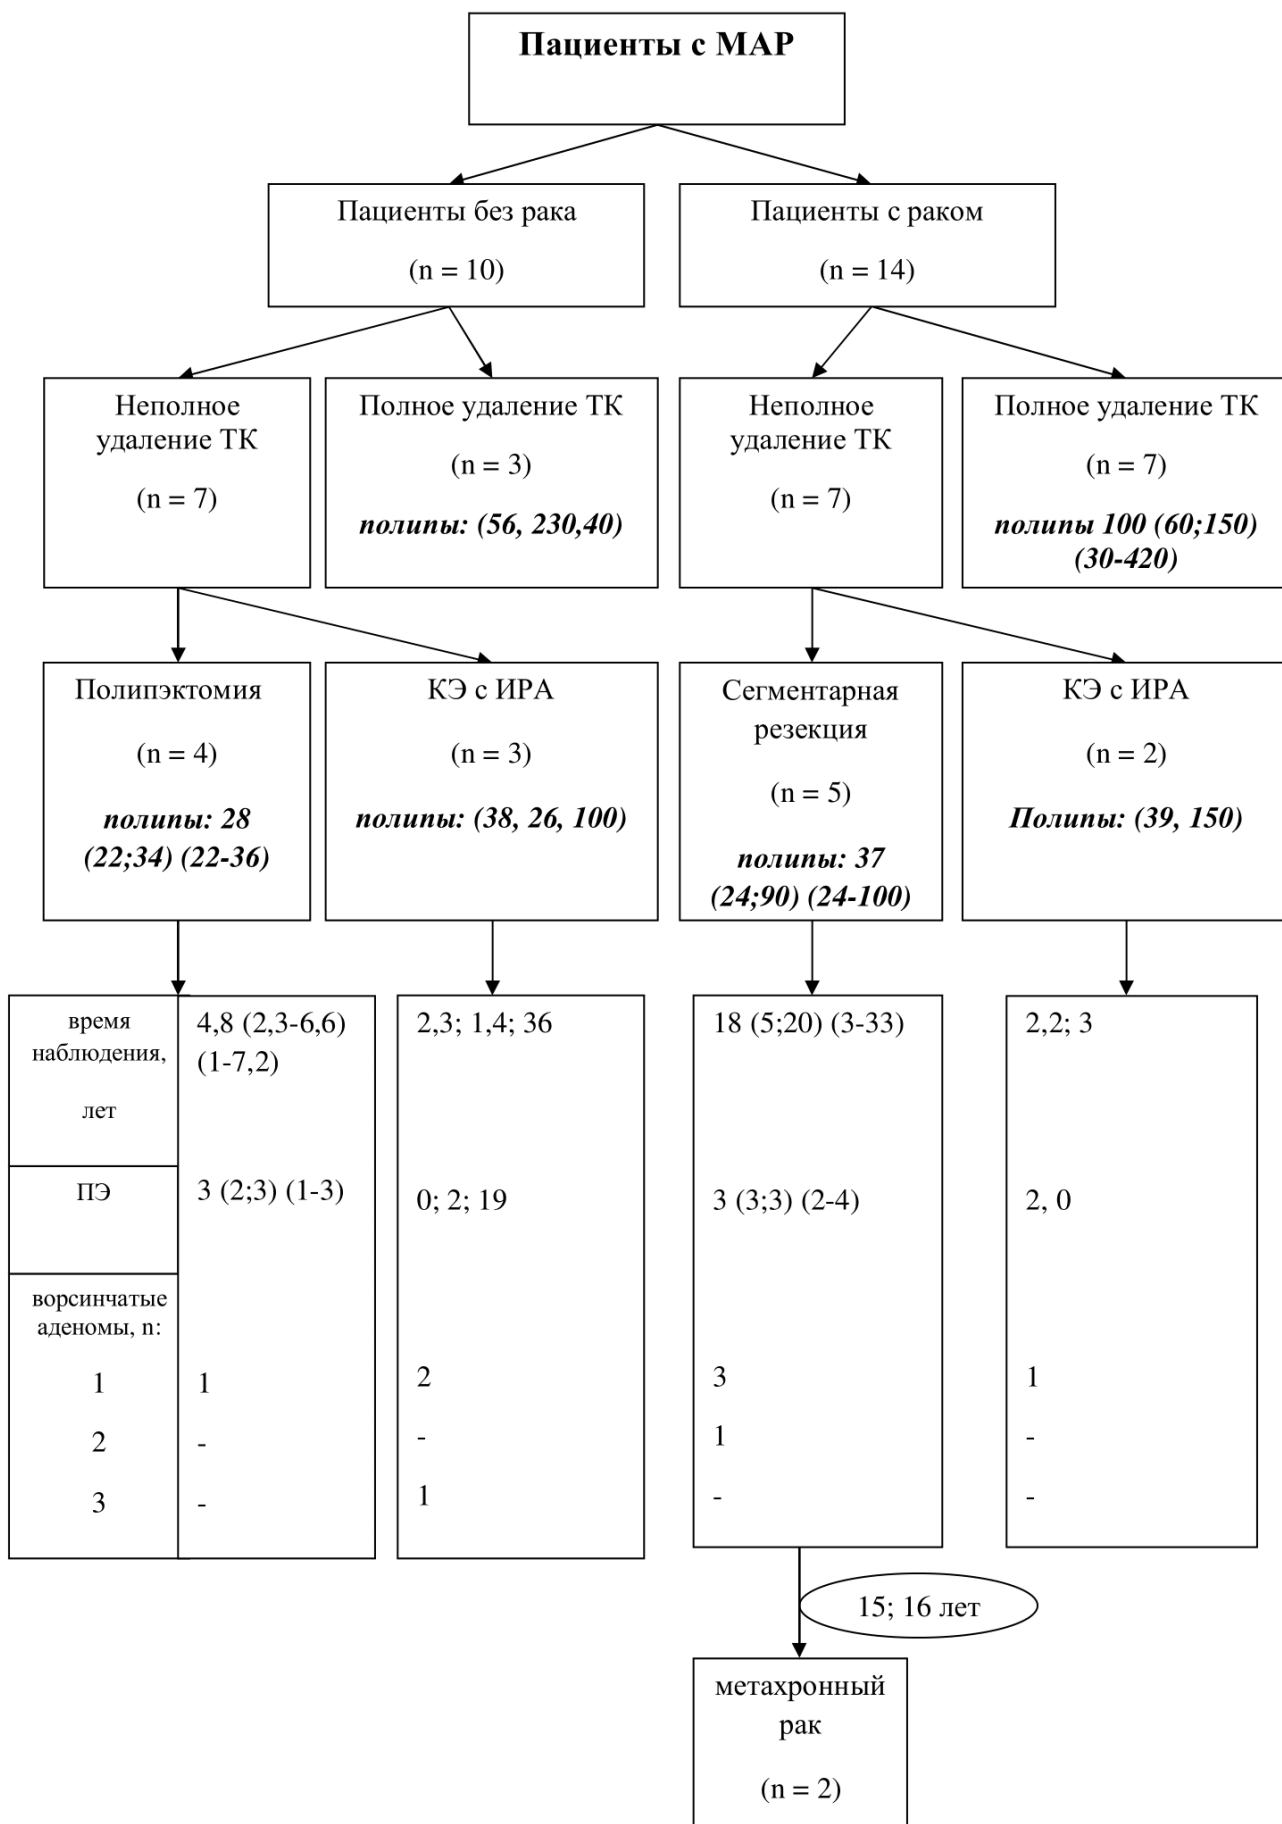 Пациенты с МАР
Пациенты без рака
(n = 10)
Пациенты с раком
(n = 14)
Неполное
удаление ТК
(n = 7)
Полное удаление ТК
(n = 3)
полипы: (56, 230,40)
Неполное
удаление ТК
(n = 7)
Полное удаление ТК
(n = 7)
полипы 100 (60;150)
(30-420)
Полипэктомия
(n = 4)
полипы: 28
(22;34) (22-36)
КЭ с ИРА
(n = 3)
полипы: (38, 26, 100)
Сегментарная
резекция
(n = 5)
полипы: 37
(24;90) (24-100)
КЭ с ИРА
(n = 2)
Полипы: (39, 150)
время
наблюдения,
лет
4,8 (2,3-6,6)
(1-7,2)
2,3; 1,4; 36
18 (5;20) (3-33)
2,2; 3
ПЭ
3 (2;3) (1-3)
0; 2; 19
3 (3;3) (2-4)
2, 0
ворсинчатые
аденомы, n:
1
1
2
3
1
2
-
-
1
-
3
-
1
-
-
15; 16 лет
метахронный
рак
(n = 2)